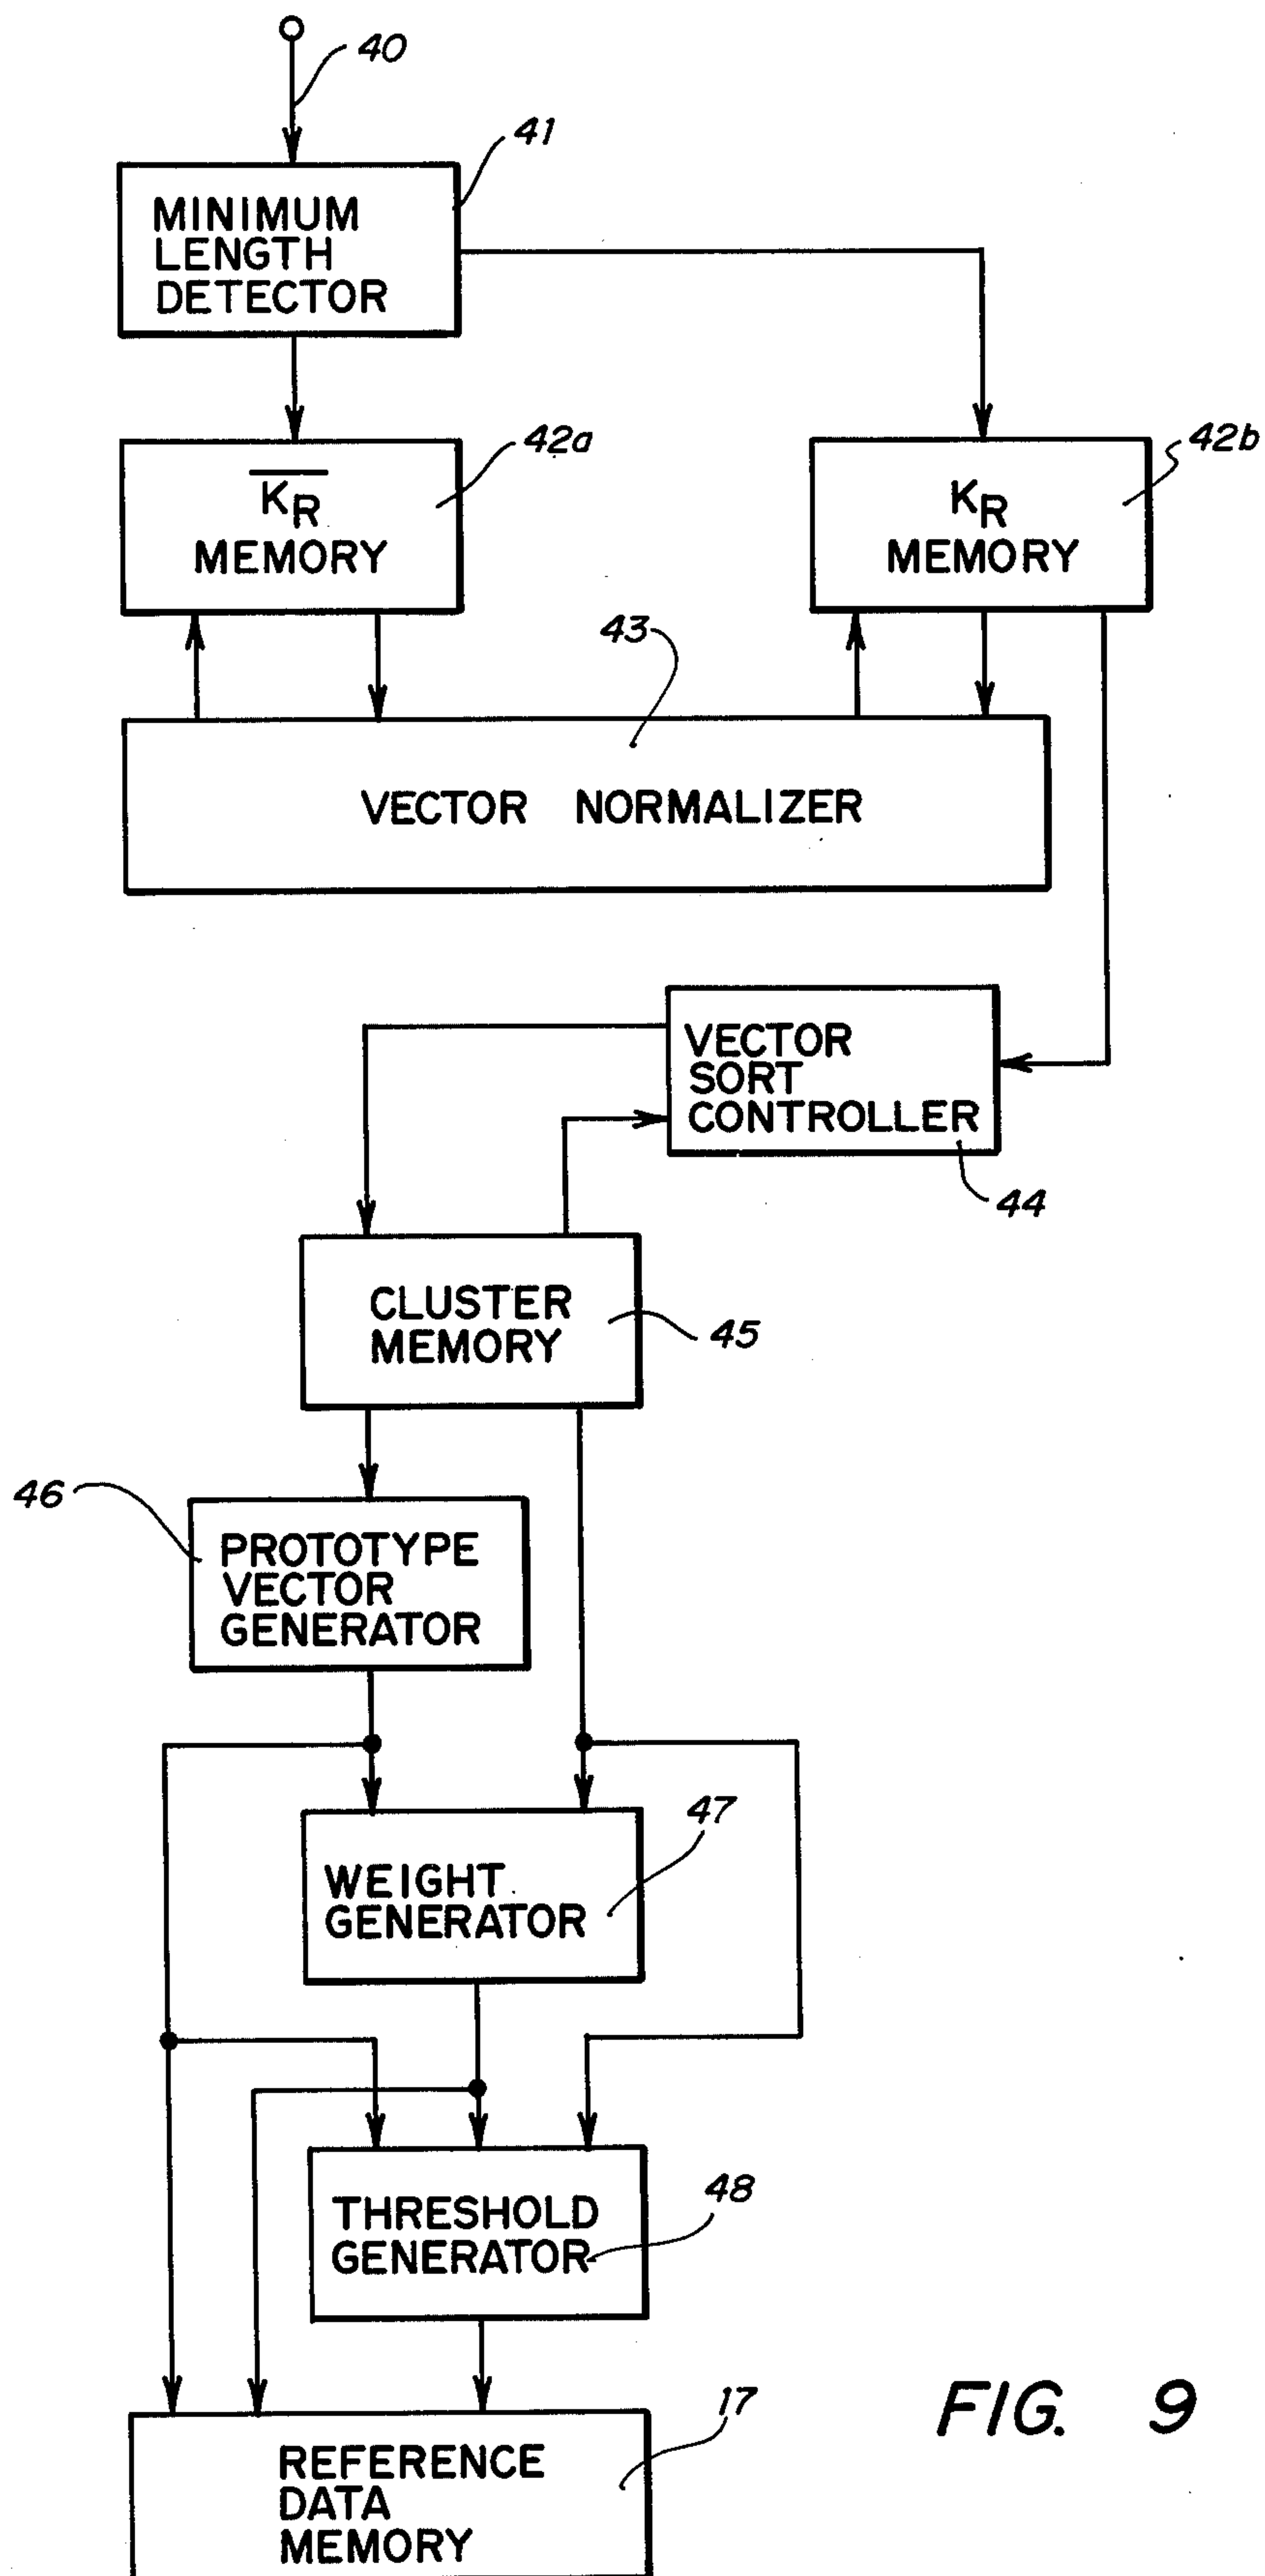 40
41
MINIMUM
LENGTH
DETECTOR
42a
K̅R̅
MEMORY
42b
KR
MEMORY
43
VECTOR NORMALIZER
VECTOR
SORT
CONTROLLER
44
CLUSTER
MEMORY
45
46
PROTOTYPE
VECTOR
GENERATOR
47
WEIGHT
GENERATOR
THRESHOLD
GENERATOR
48
17
REFERENCE
DATA
MEMORY
FIG. 9